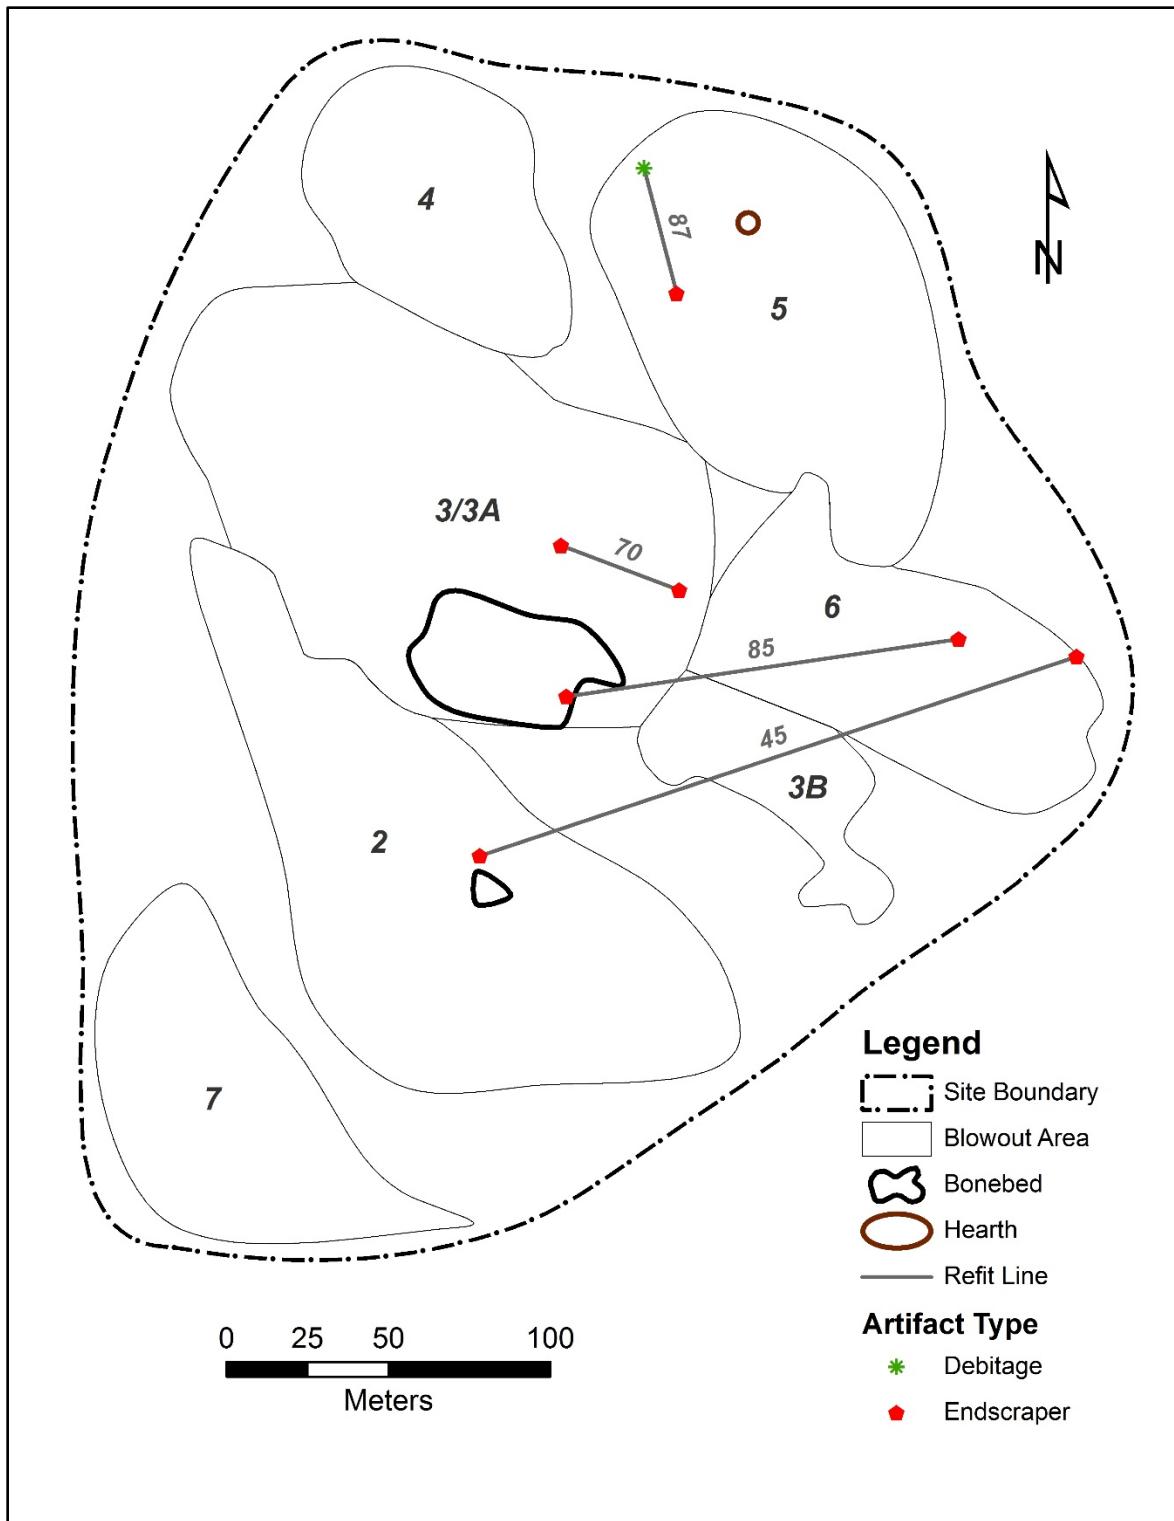 4
87
5
N
3/3A
70
6
85
45
3B
2
7
Legend
Site Boundary
Blowout Area
Bonebed
Hearth
Refit Line
Artifact Type
Debitage
Endscraper
0 25 50 100
Meters